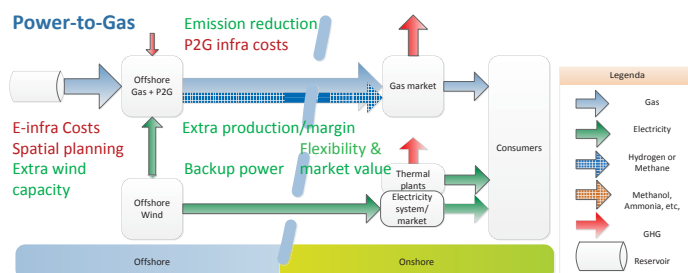 Power-to-Gas
Emission reduction
P2G infra costs
Offshore
Gas + P2G
Gas market
Consumers
E-infra Costs
Spatial planning
Extra wind
capacity
Extra production/margin
Backup power
Flexibility &
market value
Thermal
plants
Electricity system/
market
Offshore
Wind
Offshore
Onshore
Legenda
Gas
Electricity
Hydrogen or
Methane
Methanol,
Ammonia, etc,
GHG
Reservoir